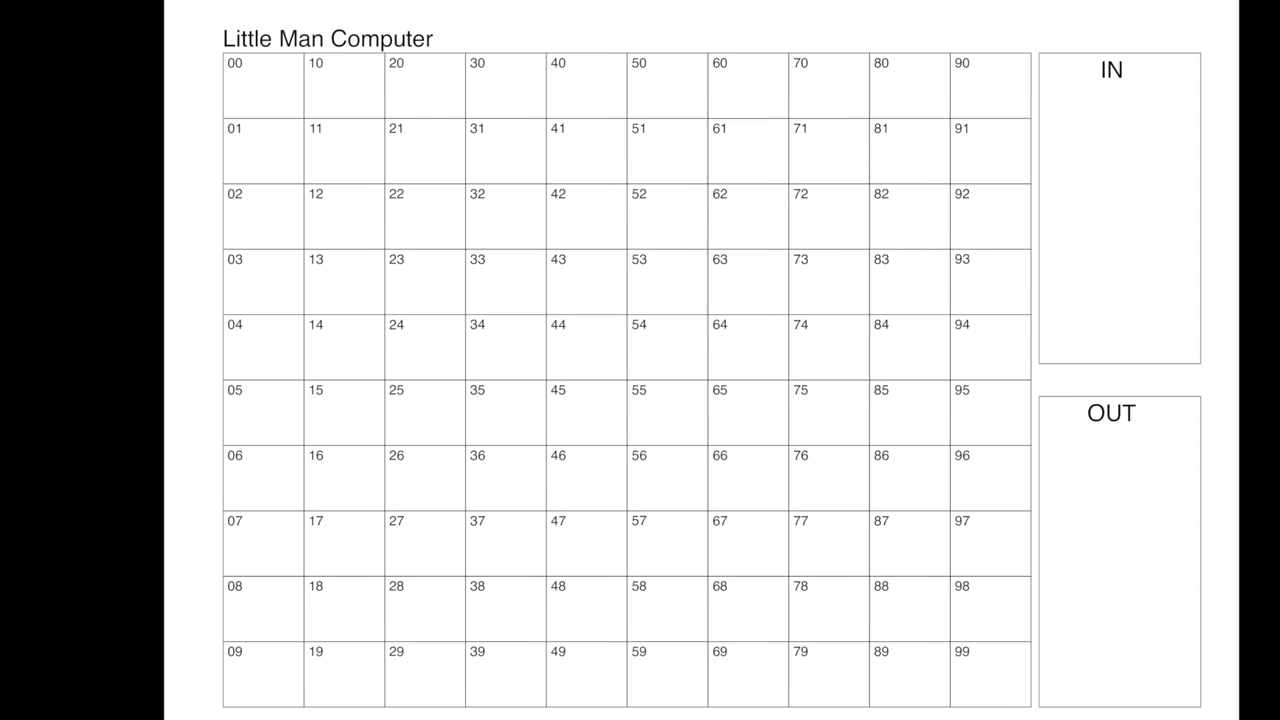 Little Man Computer
00 10 20 30 40 50 60 70 80 90 IN
01 11 21 31 41 51 61 71 81 91
02 12 22 32 42 52 62 72 82 92
03 13 23 33 43 53 63 73 83 93
04 14 24 34 44 54 64 74 84 94
05 15 25 35 45 55 65 75 85 95
OUT
06 16 26 36 46 56 66 76 86 96
07 17 27 37 47 57 67 77 87 97
08 18 28 38 48 58 68 78 88 98
09 19 29 39 49 59 69 79 89 99